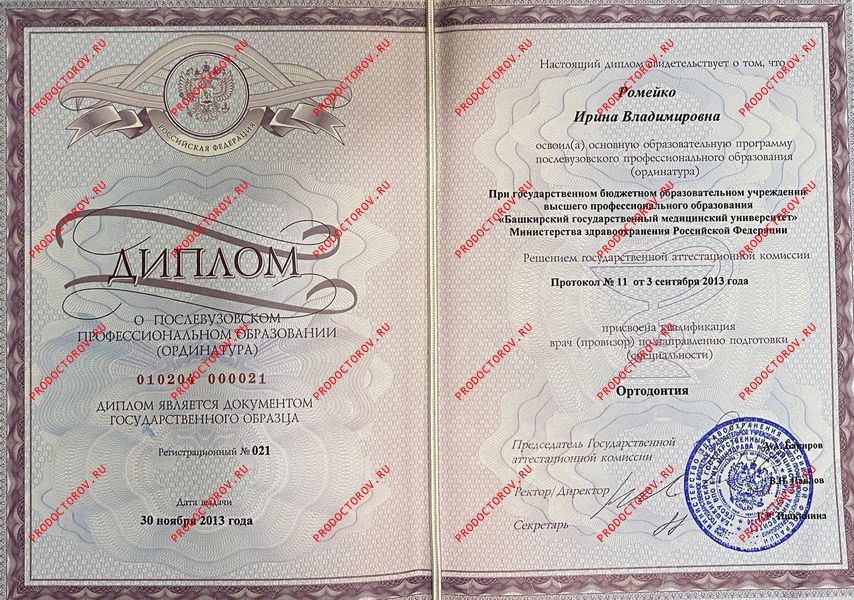 РОССИЙСКАЯ ФЕДЕРАЦИЯ
ДИПЛОМ
О ПОСЛЕВУЗОВСКОМ
ПРОФЕССИОНАЛЬНОМ ОБРАЗОВАНИИ
(ОРДИНАТУРА)
010204 000021
ДИПЛОМ ЯВЛЯЕТСЯ ДОКУМЕНТОМ
ГОСУДАРСТВЕННОГО ОБРАЗЦА
Регистрационный № 021
Дата выдачи
30 ноября 2013 года
Настоящий диплом свидетельствует о том, что
Ромейко
Ирина Владимировна
освоил(а) основную образовательную программу
послевузовского профессионального образования
(ординатура)
При государственном бюджетном образовательном учреждении
высшего профессионального образования
«Башкирский государственный медицинский университет»
Министерства здравоохранения Российской Федерации
Решением государственной аттестационной комиссии
Протокол № 11 от 3 сентября 2013 года
присвоена квалификация
врач (провизор) по направлению подготовки
(специальности)
Ортодонтия
Председатель Государственной
аттестационной комиссии
Ректор/Директор
В.Н. Павлов
Секретарь
PRODOCTOROV.RU